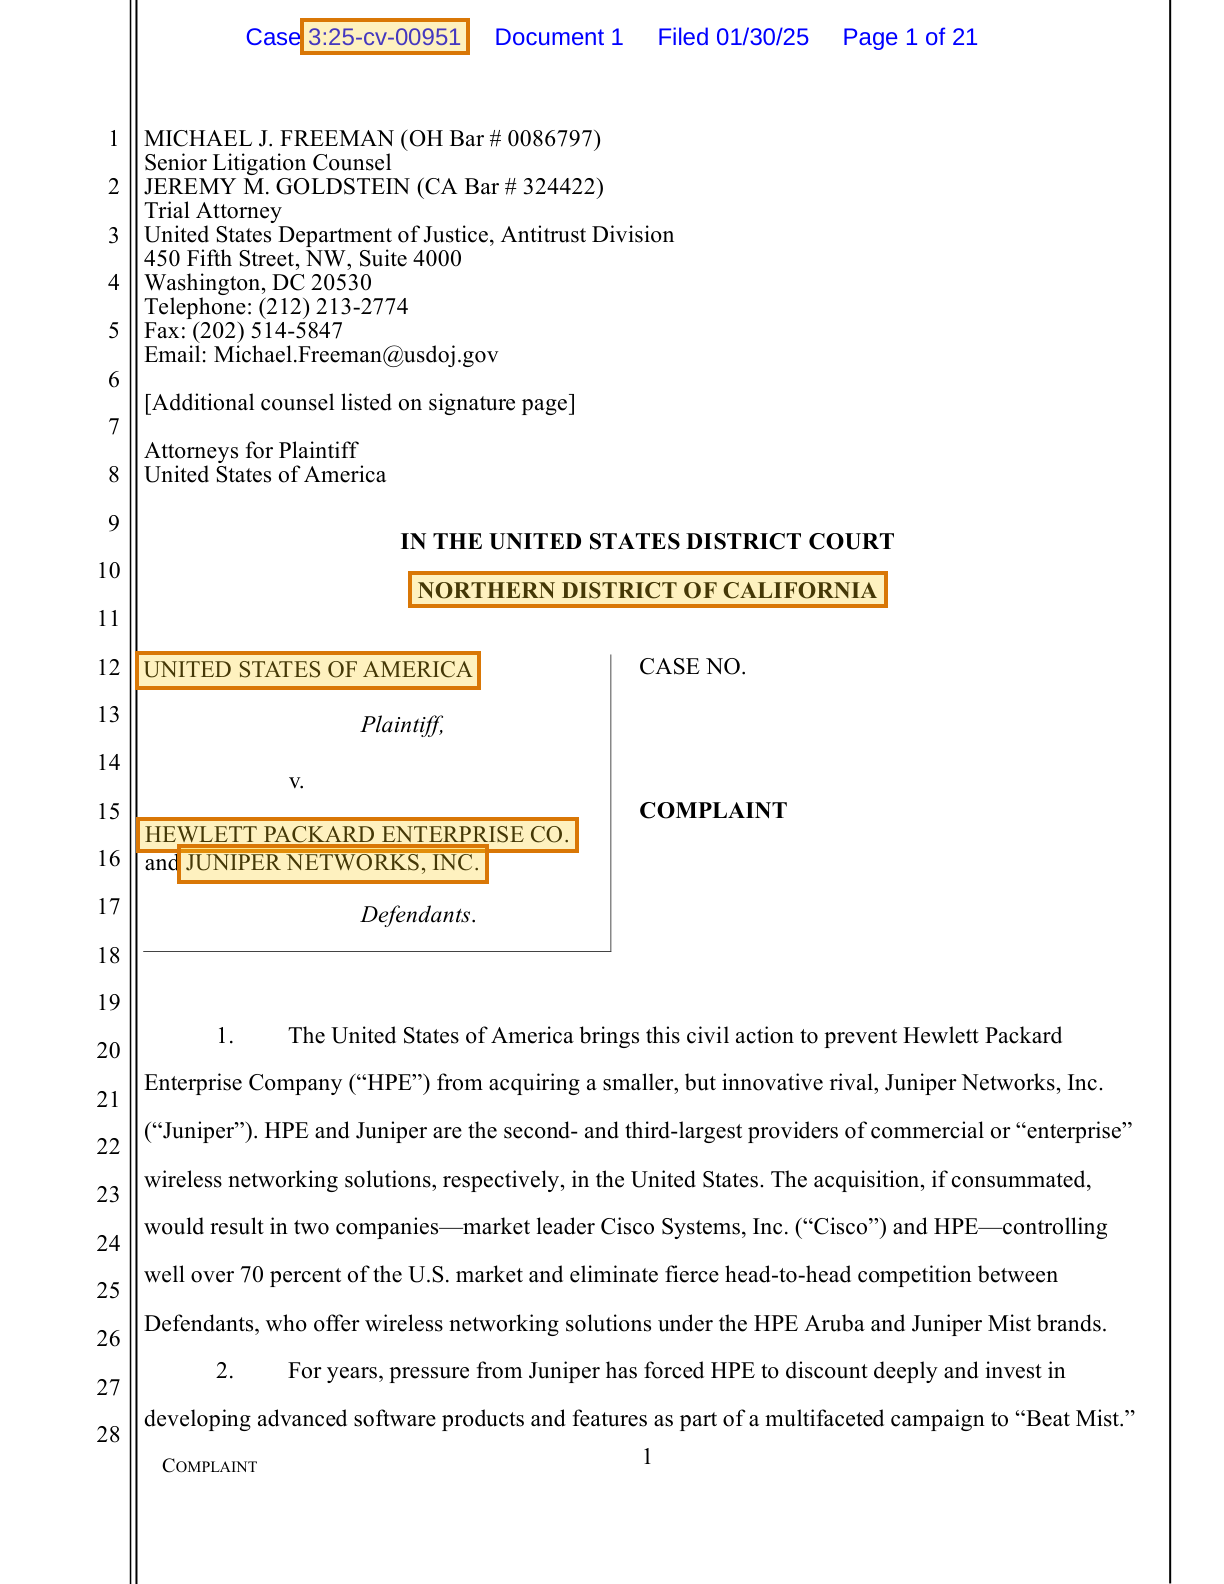 Case 3:25-cv-00951 Document 1 Filed 01/30/25 Page 1 of 21
1 MICHAEL J. FREEMAN (OH Bar # 0086797)
Senior Litigation Counsel
2 JEREMY M. GOLDSTEIN (CA Bar # 324422)
Trial Attorney
3 United States Department of Justice, Antitrust Division
450 Fifth Street, NW, Suite 4000
4 Washington, DC 20530
Telephone: (212) 213-2774
5 Fax: (202) 514-5847
Email: Michael.Freeman@usdoj.gov
6
[Additional counsel listed on signature page]
7
Attorneys for Plaintiff
8 United States of America
9
IN THE UNITED STATES DISTRICT COURT
10
NORTHERN DISTRICT OF CALIFORNIA
11
12 UNITED STATES OF AMERICA CASE NO.
13
Plaintiff,
14
v.
15 COMPLAINT
HEWLETT PACKARD ENTERPRISE CO.
16 and JUNIPER NETWORKS, INC.
17
Defendants.
18
19
1. The United States of America brings this civil action to prevent Hewlett Packard
20
Enterprise Company (“HPE”) from acquiring a smaller, but innovative rival, Juniper Networks, Inc.
21
(“Juniper”). HPE and Juniper are the second- and third-largest providers of commercial or “enterprise”
22
wireless networking solutions, respectively, in the United States. The acquisition, if consummated,
23
would result in two companies—market leader Cisco Systems, Inc. (“Cisco”) and HPE—controlling
24
well over 70 percent of the U.S. market and eliminate fierce head-to-head competition between
25
Defendants, who offer wireless networking solutions under the HPE Aruba and Juniper Mist brands.
26
2. For years, pressure from Juniper has forced HPE to discount deeply and invest in
27
developing advanced software products and features as part of a multifaceted campaign to “Beat Mist.”
28
COMPLAINT 1